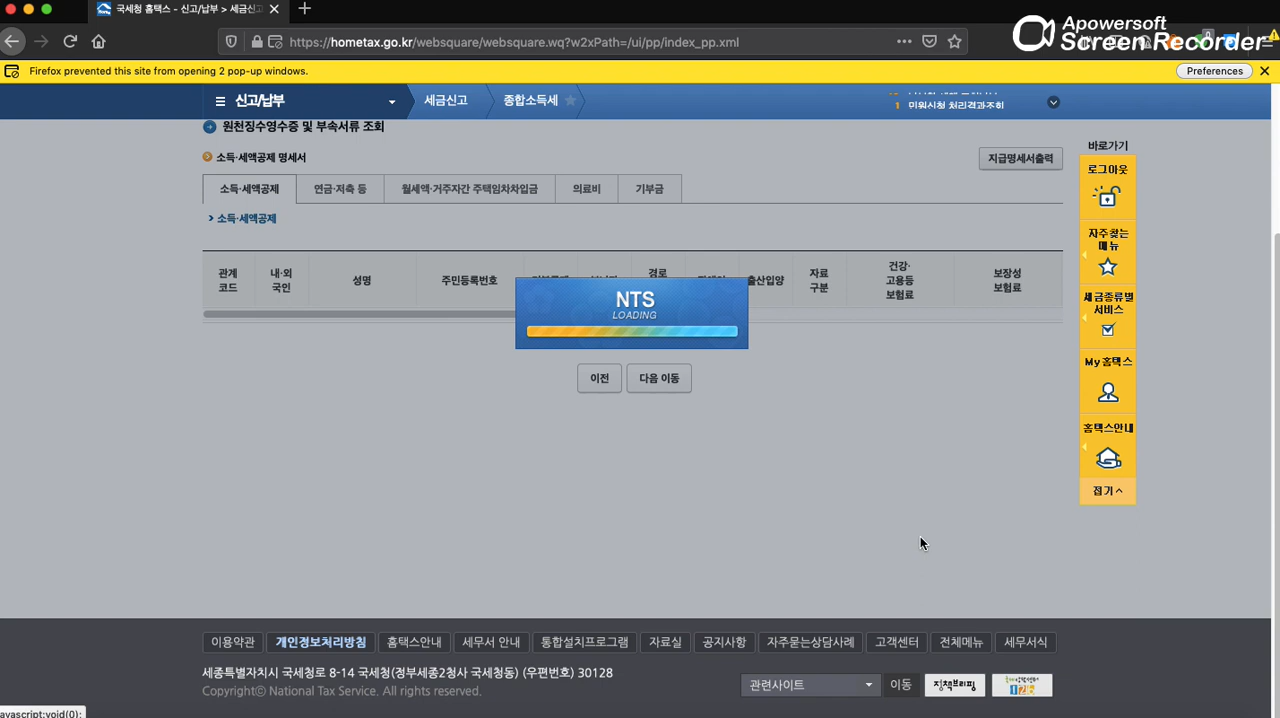 국세청 홈택스 - 신고/납부 > 세금신고
https://hometax.go.kr/websquare/websquare.wq?w2xPath=/ui/pp/index_pp.xml
Apowersoft
Screen Recorder
Firefox prevented this site from opening 2 pop-up windows.
Preferences
신고/납부
세금신고
종합소득세
민원신청 처리결과조회
원천징수영수증 및 부속서류 조회
소득·세액공제 명세서
지급명세서출력
바로가기
소득·세액공제
연금·저축 등
월세액·거주자간 주택임차차입금
의료비
기부금
로그아웃
소득·세액공제
자주찾는
메뉴
관계
코드
내·외
국인
성명
주민등록번호
경로
출산입양
자료
구분
건강·
고용등
보험료
보장성
보험료
NTS
LOADING
세금종류별
서비스
이전
다음 이동
My 홈택스
홈택스안내
접기
이용약관
개인정보처리방침
홈택스안내
세무서 안내
통합설치프로그램
자료실
공지사항
자주묻는상담사례
고객센터
전체메뉴
세무서식
세종특별자치시 국세청로 8-14 국세청(정부세종2청사 국세청동) (우편번호) 30128
Copyrightⓒ National Tax Service. All rights reserved.
관련사이트
이동
정책브리핑
avascript:void(0);